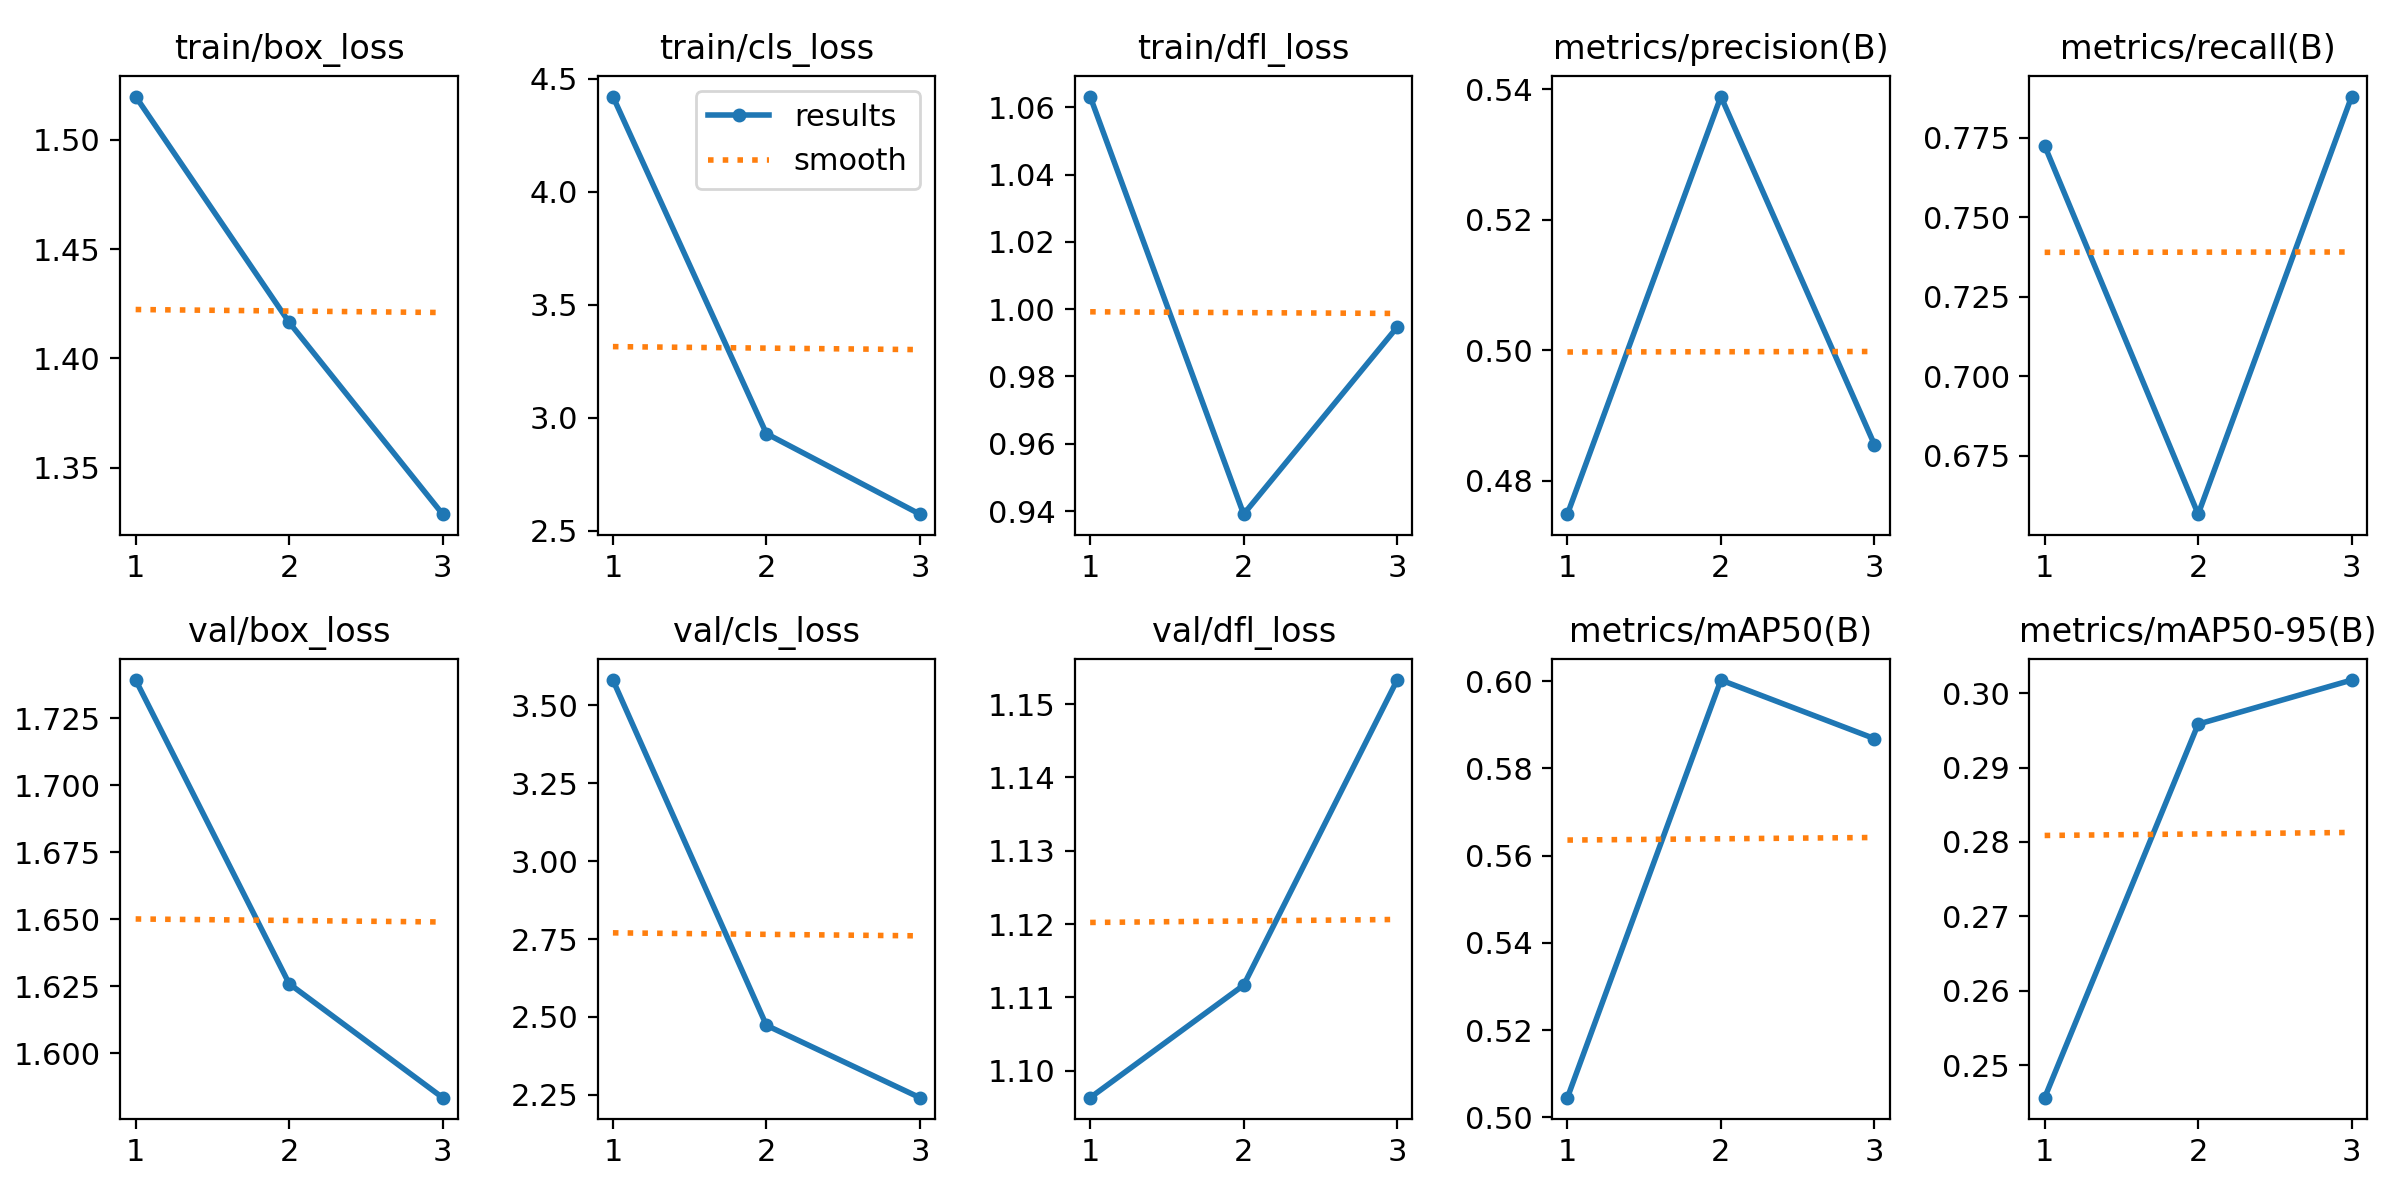 train/box_loss
1.50
1.45
1.40
1.35
1 2 3
train/cls_loss
4.5
4.0
3.5
3.0
2.5
results
smooth
1 2 3
train/dfl_loss
1.06
1.04
1.02
1.00
0.98
0.96
0.94
1 2 3
metrics/precision(B)
0.54
0.52
0.50
0.48
1 2 3
metrics/recall(B)
0.775
0.750
0.725
0.700
0.675
1 2 3
val/box_loss
1.725
1.700
1.675
1.650
1.625
1.600
1 2 3
val/cls_loss
3.50
3.25
3.00
2.75
2.50
2.25
1 2 3
val/dfl_loss
1.15
1.14
1.13
1.12
1.11
1.10
1 2 3
metrics/mAP50(B)
0.60
0.58
0.56
0.54
0.52
0.50
1 2 3
metrics/mAP50-95(B)
0.30
0.29
0.28
0.27
0.26
0.25
1 2 3